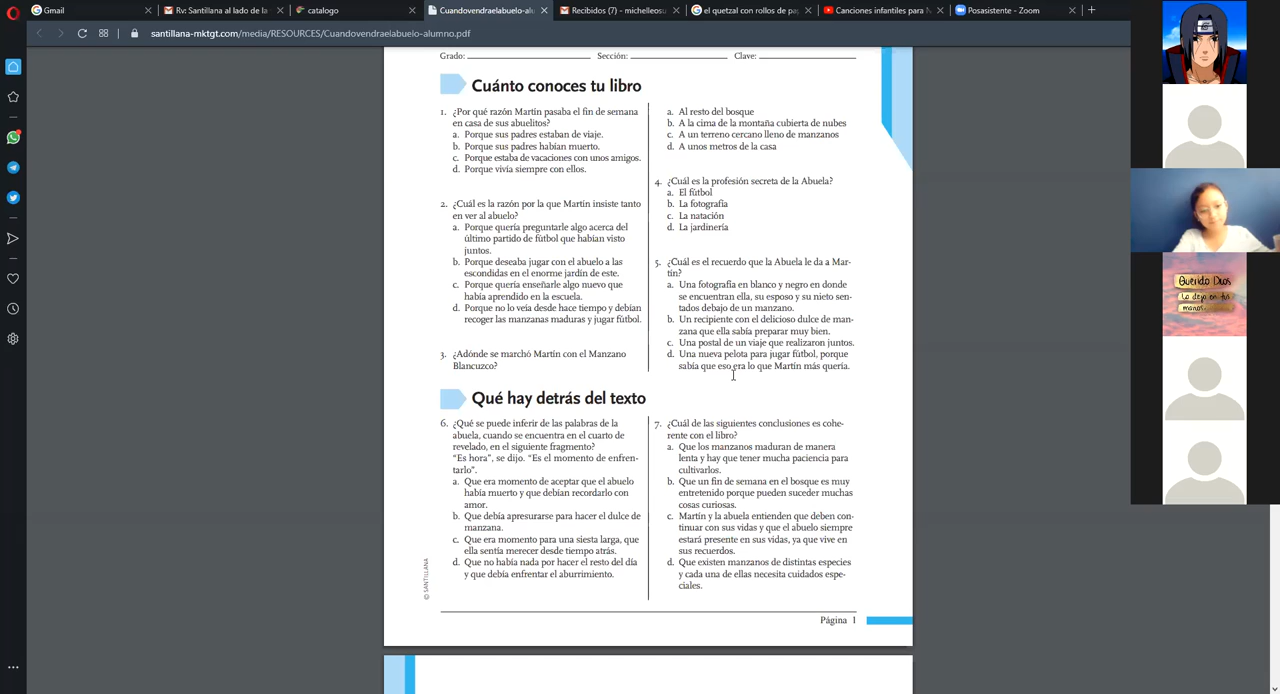 Gmail
Rv: Santillana al lado de la
catalogo
Cuandovendraelabuelo-alu
Recibidos (7) - michelleosu
el quetzal con rollos de pap
Canciones infantiles para N
Posasistente - Zoom
santillana-mktgt.com/media/RESOURCES/Cuandovendraelabuelo-alumno.pdf
Grado: Sección: Clave:
Cuánto conoces tu libro
1. ¿Por qué razón Martín pasaba el fin de semana
en casa de sus abuelitos?
a. Porque sus padres estaban de viaje.
b. Porque sus padres habían muerto.
c. Porque estaba de vacaciones con unos amigos.
d. Porque vivía siempre con ellos.
2. ¿Cuál es la razón por la que Martín insiste tanto
en ver al abuelo?
a. Porque quería preguntarle algo acerca del
último partido de fútbol que habían visto
juntos.
b. Porque deseaba jugar con el abuelo a las
escondidas en el enorme jardín de este.
c. Porque quería enseñarle algo nuevo que
había aprendido en la escuela.
d. Porque no lo veía desde hace tiempo y debían
recoger las manzanas maduras y jugar fútbol.
3. ¿Adónde se marchó Martín con el Manzano
Blancuzco?
a. Al resto del bosque
b. A la cima de la montaña cubierta de nubes
c. A un terreno cercano lleno de manzanos
d. A unos metros de la casa
4. ¿Cuál es la profesión secreta de la Abuela?
a. El fútbol
b. La fotografía
c. La natación
d. La jardinería
5. ¿Cuál es el recuerdo que la Abuela le da a Mar-
tín?
a. Una fotografía en blanco y negro en donde
se encuentran ella, su esposo y su nieto sen-
tados debajo de un manzano.
b. Un recipiente con el delicioso dulce de man-
zana que ella sabía preparar muy bien.
c. Una postal de un viaje que realizaron juntos.
d. Una nueva pelota para jugar fútbol, porque
sabía que eso era lo que Martín más quería.
Qué hay detrás del texto
6. ¿Qué se puede inferir de las palabras de la
abuela, cuando se encuentra en el cuarto de
revelado, en el siguiente fragmento?
“Es hora”, se dijo. “Es el momento de enfren-
tarlo”.
a. Que era momento de aceptar que el abuelo
había muerto y que debían recordarlo con
amor.
b. Que debía apresurarse para hacer el dulce de
manzana.
c. Que era momento para una siesta larga, que
ella sentía merecer desde tiempo atrás.
d. Que no había nada por hacer el resto del día
y que debía enfrentar el aburrimiento.
7. ¿Cuál de las siguientes conclusiones es cohe-
rente con el libro?
a. Que los manzanos maduran de manera
lenta y hay que tener mucha paciencia para
cultivarlos.
b. Que un fin de semana en el bosque es muy
entretenido porque pueden suceder muchas
cosas curiosas.
c. Martín y la abuela entienden que deben con-
tinuar con sus vidas y que el abuelo siempre
estará presente en sus vidas, ya que vive en
sus recuerdos.
d. Que existen manzanos de distintas especies
y cada una de ellas necesita cuidados espe-
ciales.
© SANTILLANA
Página 1
Querido Dios
lo dejo en tus
manos.